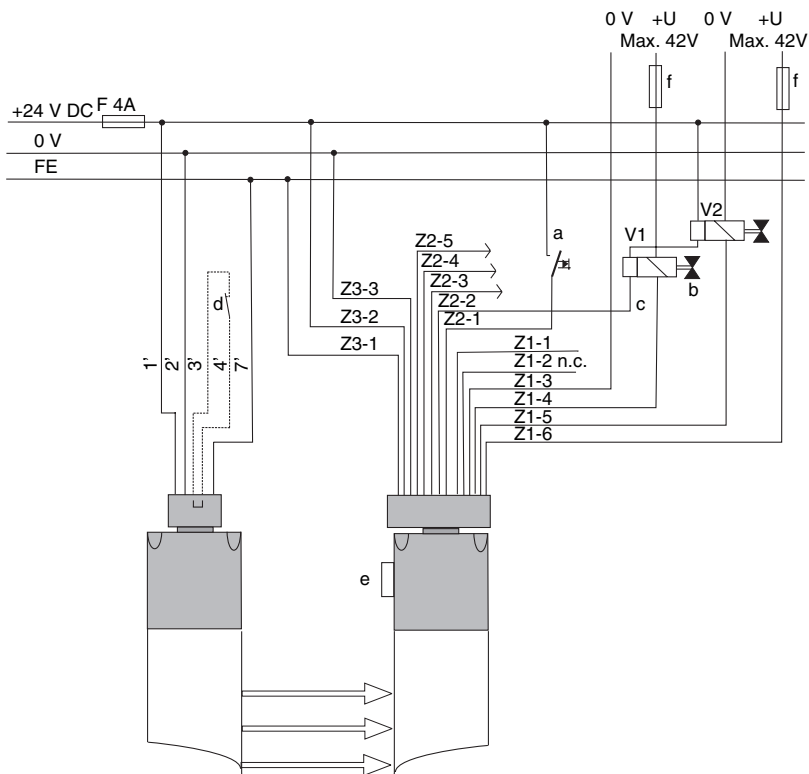 0 V +U 0 V +U
Max. 42V Max. 42V
f f
+24 V DC F 4A
0 V
FE
V2
a
V1
Z2-5
Z2-4
Z2-3
Z2-2
Z2-1
c
b
d
Z3-3
Z3-2
Z3-1
1'
2'
3'
4'
7'
Z1-1
Z1-2 n.c.
Z1-3
Z1-4
Z1-5
Z1-6
e